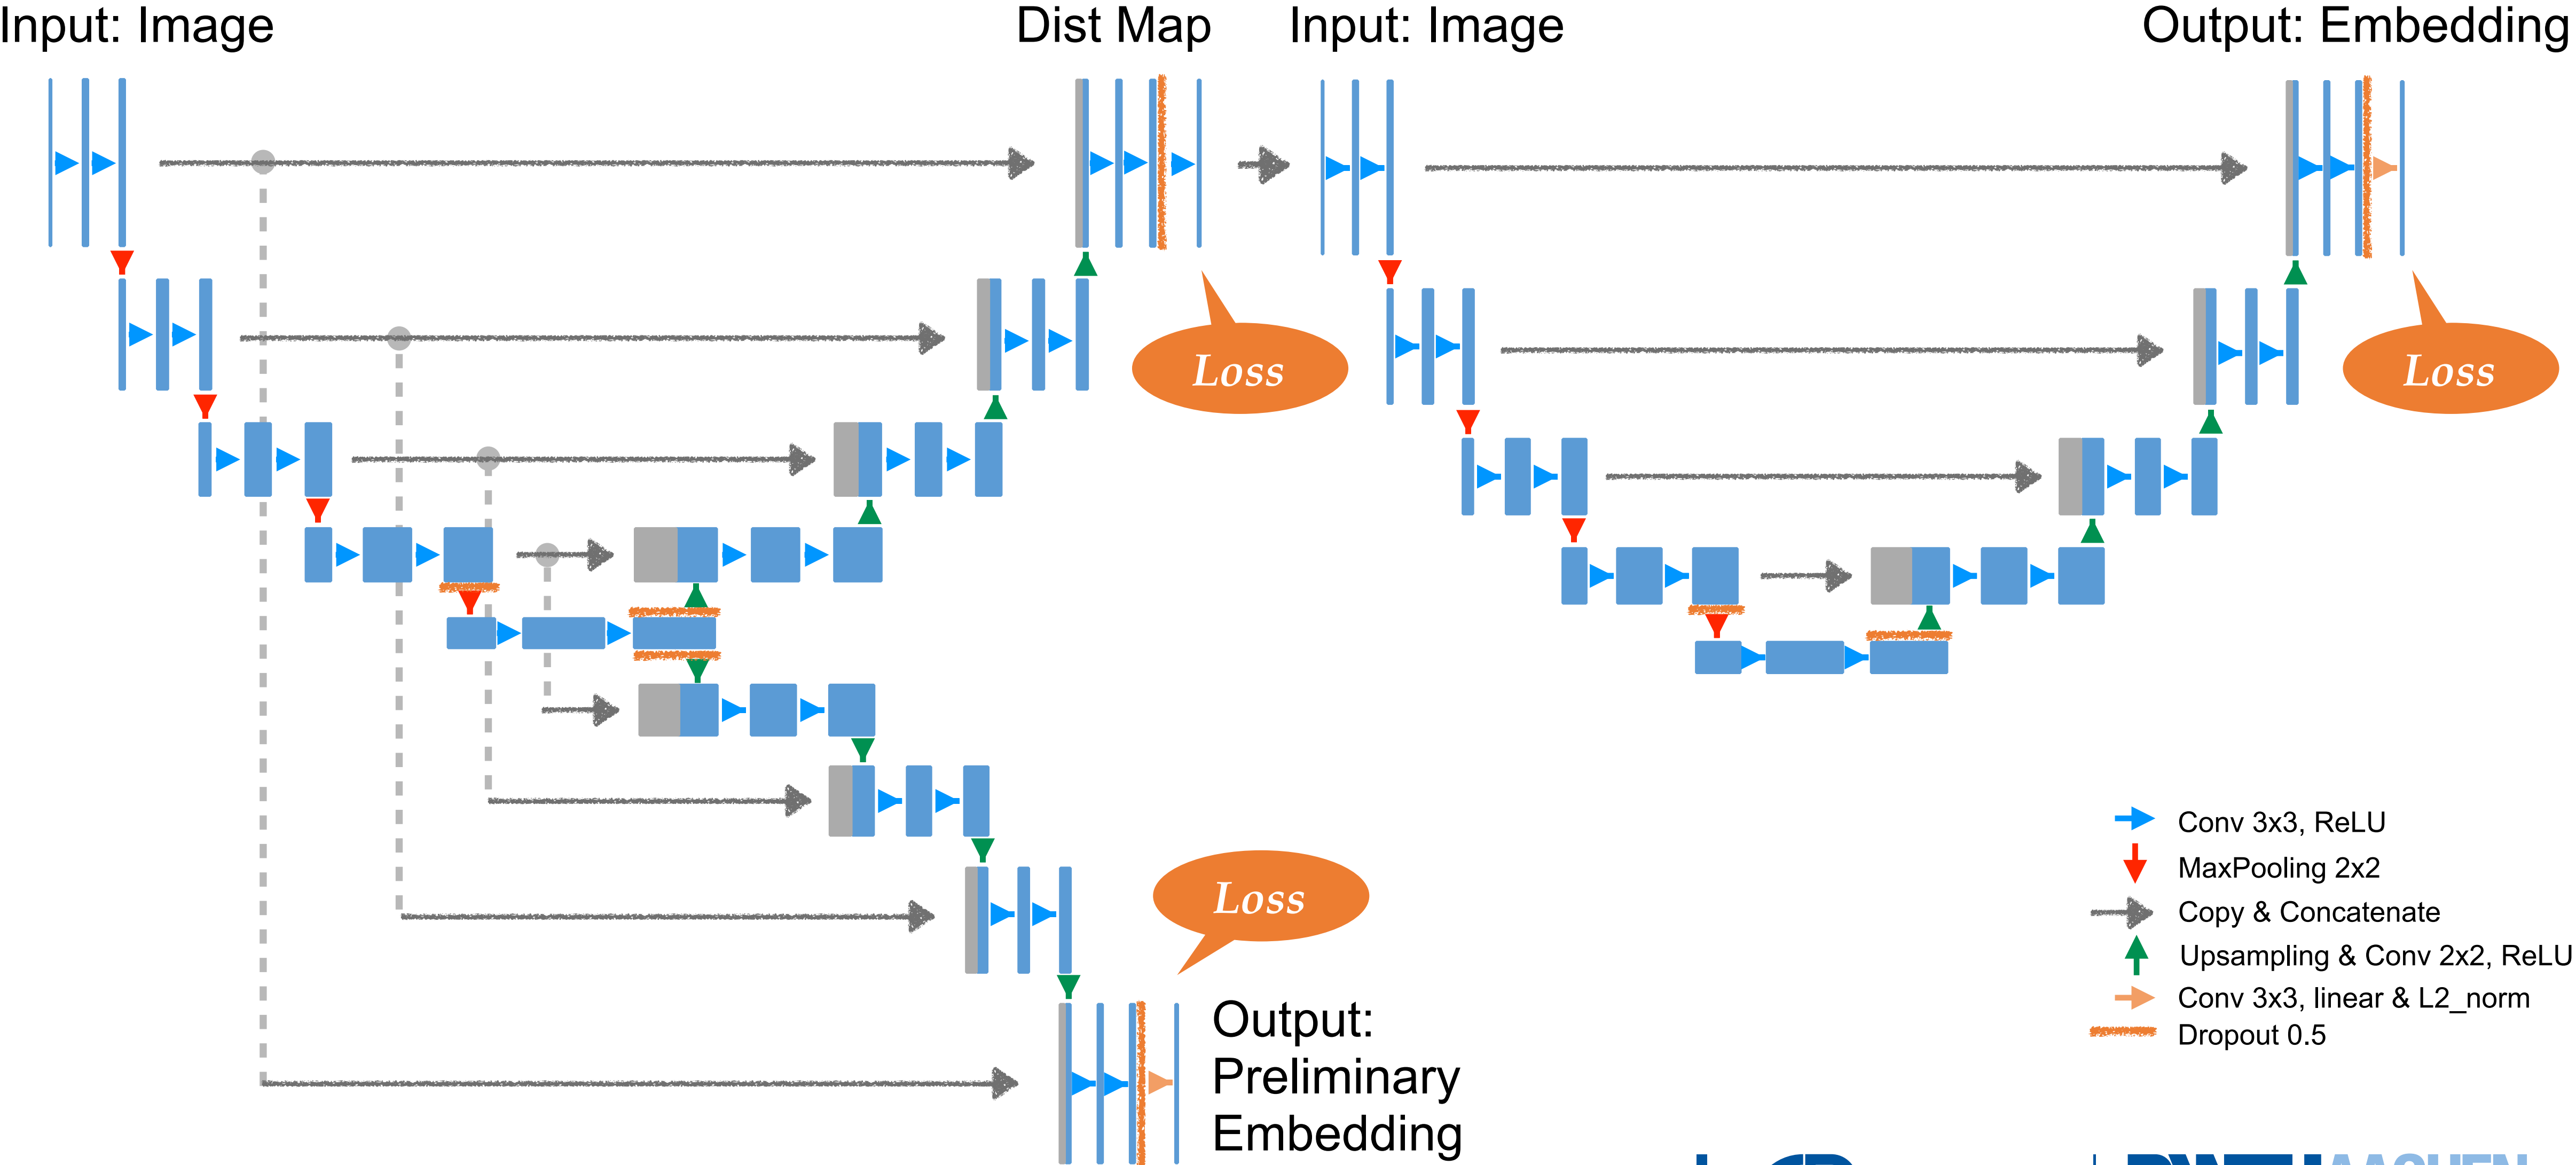 Input: Image
Dist Map
Input: Image
Output: Embedding
Loss
Loss
Loss
Output:
Preliminary
Embedding
Conv 3x3, ReLU
MaxPooling 2x2
Copy & Concatenate
Upsampling & Conv 2x2, ReLU
Conv 3x3, linear & L2_norm
Dropout 0.5